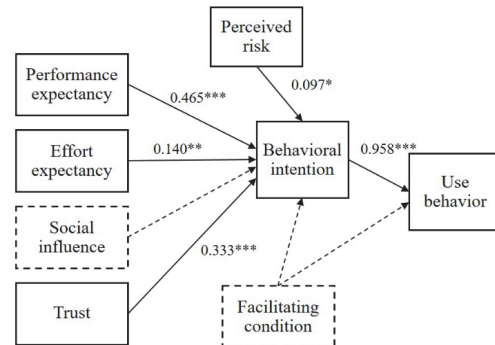 Perceived
risk
Performance
expectancy
0.097*
0.465***
Effort
expectancy
0.140**
Behavioral
intention
0.958***
Use
behavior
Social
influence
0.333***
Trust
Facilitating
condition